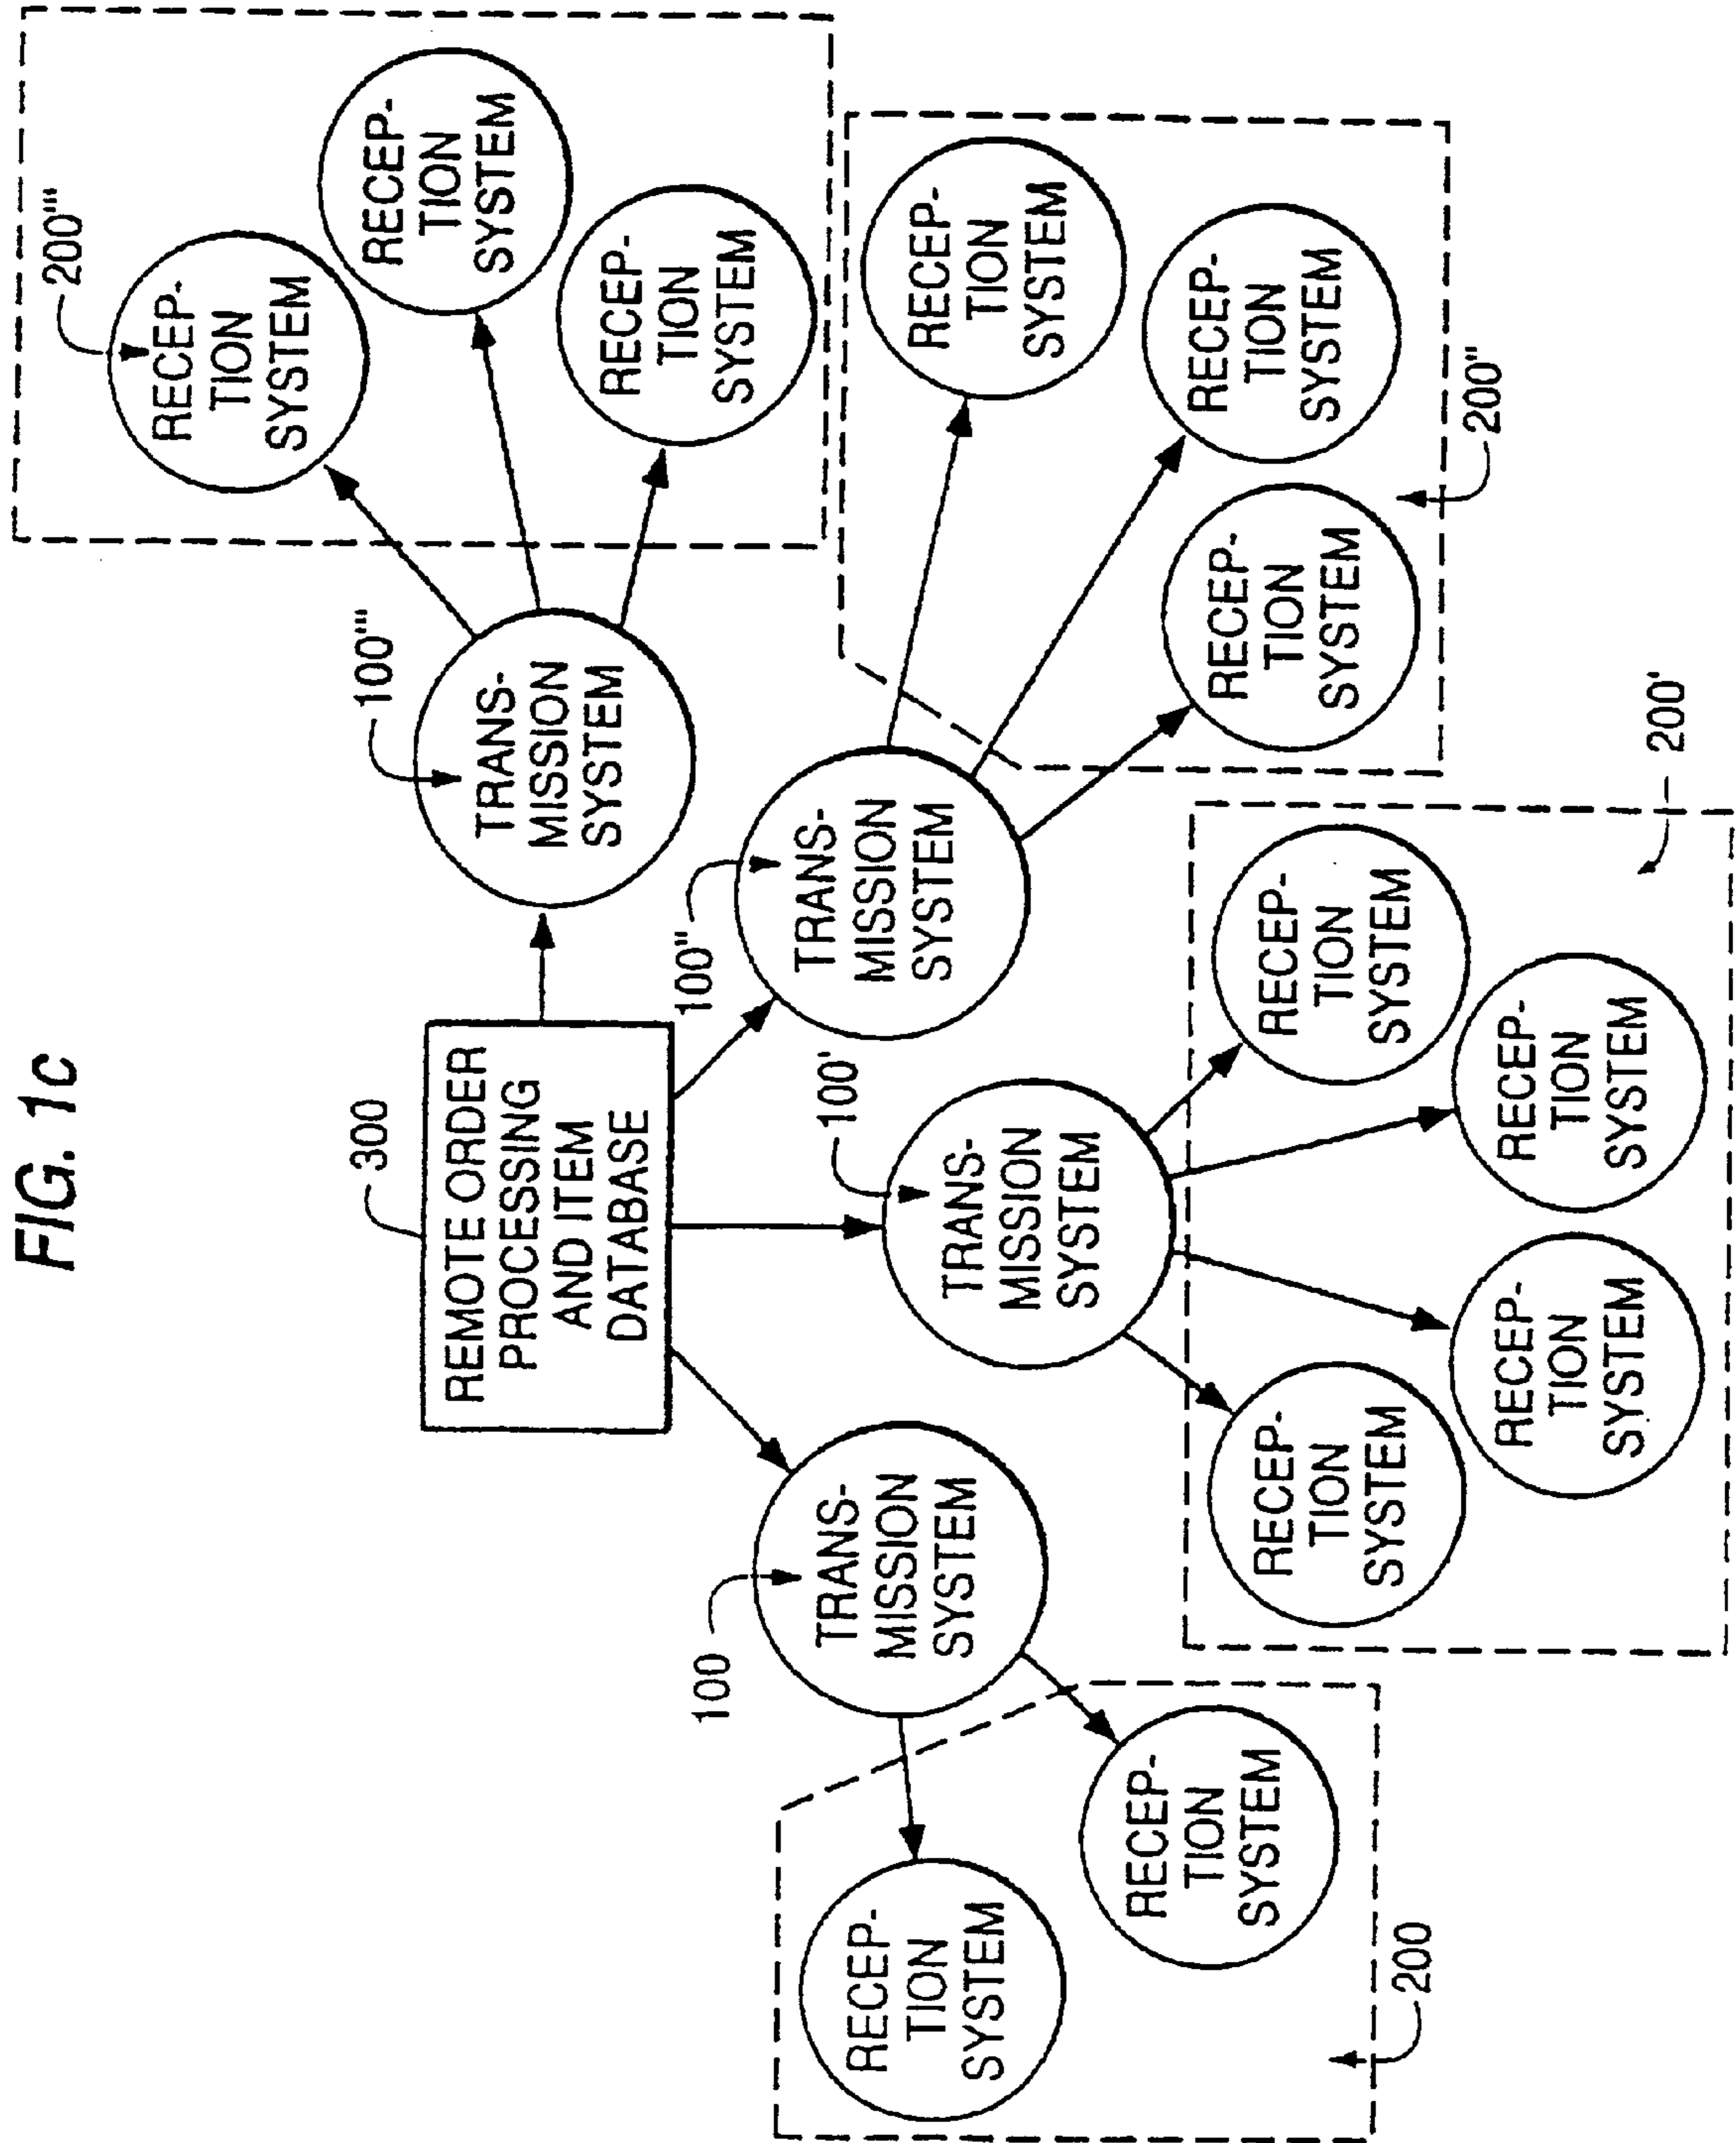 FIG. 1c
300
REMOTE ORDER
PROCESSING
AND ITEM
DATABASE
100
TRANS-
MISSION
SYSTEM
100'
TRANS-
MISSION
SYSTEM
100''
TRANS-
MISSION
SYSTEM
100'''
TRANS-
MISSION
SYSTEM
200
RECEP-
TION
SYSTEM
RECEP-
TION
SYSTEM
200'
RECEP-
TION
SYSTEM
RECEP-
TION
SYSTEM
RECEP-
TION
SYSTEM
RECEP-
TION
SYSTEM
200''
RECEP-
TION
SYSTEM
RECEP-
TION
SYSTEM
RECEP-
TION
SYSTEM
200'''
RECEP-
TION
SYSTEM
RECEP-
TION
SYSTEM
RECEP-
TION
SYSTEM